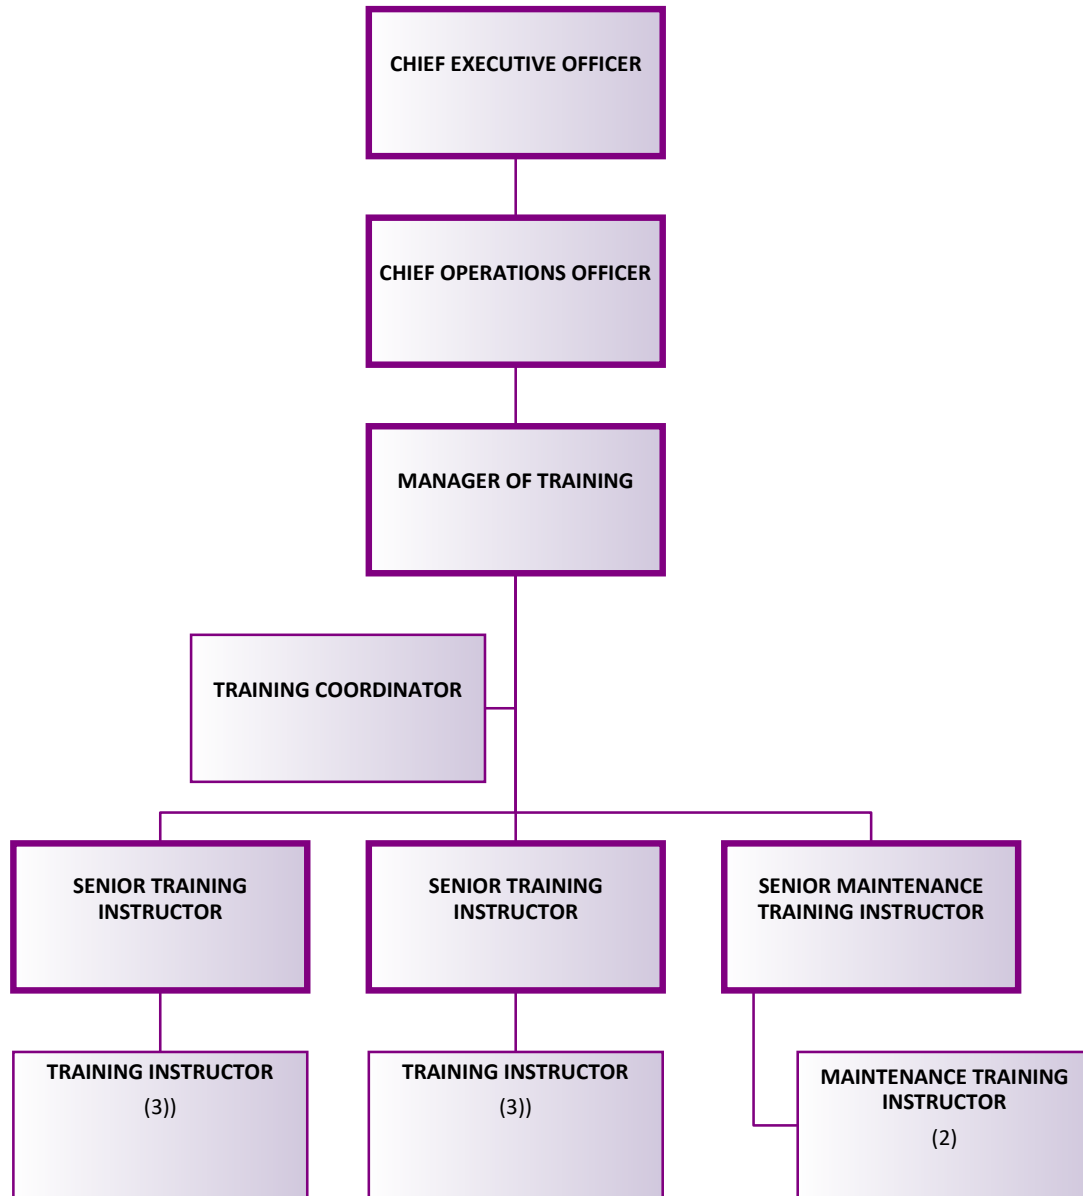 CHIEF EXECUTIVE OFFICER
CHIEF OPERATIONS OFFICER
MANAGER OF TRAINING
TRAINING COORDINATOR
SENIOR TRAINING
INSTRUCTOR
SENIOR TRAINING
INSTRUCTOR
SENIOR MAINTENANCE
TRAINING INSTRUCTOR
TRAINING INSTRUCTOR
(3))
TRAINING INSTRUCTOR
(3))
MAINTENANCE TRAINING
INSTRUCTOR
(2)